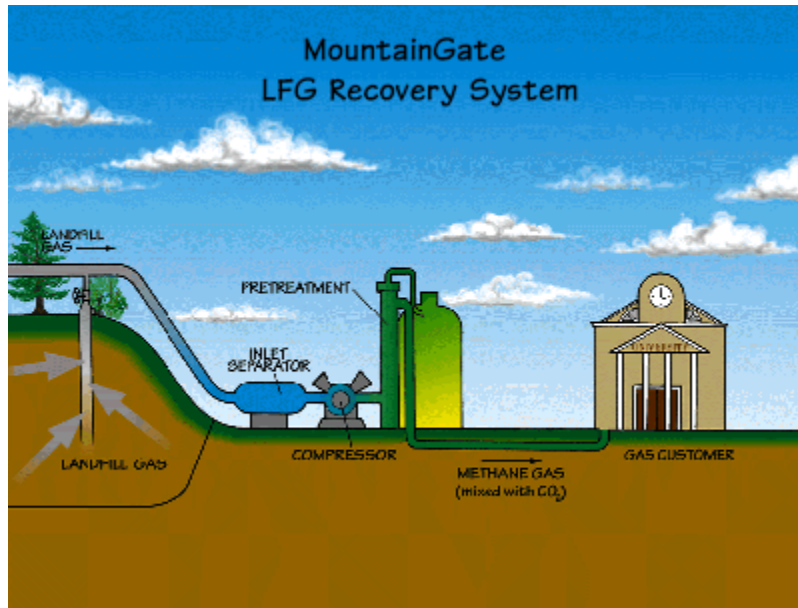 MountainGate
LFG Recovery System
LANDFILL
GAS
PRETREATMENT
INLET
SEPARATOR
UNIVERSITY
LANDFILL GAS
COMPRESSOR
METHANE GAS
(mixed with CO₂)
GAS CUSTOMER